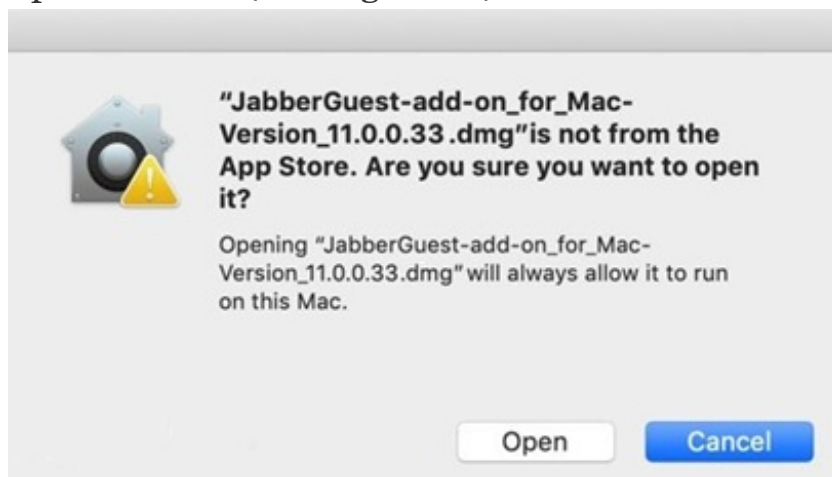 “JabberGuest-add-on_for_Mac-
Version_11.0.0.33.dmg”is not from the
App Store. Are you sure you want to open
it?
Opening “JabberGuest-add-on_for_Mac-
Version_11.0.0.33.dmg” will always allow it to run
on this Mac.
Open
Cancel